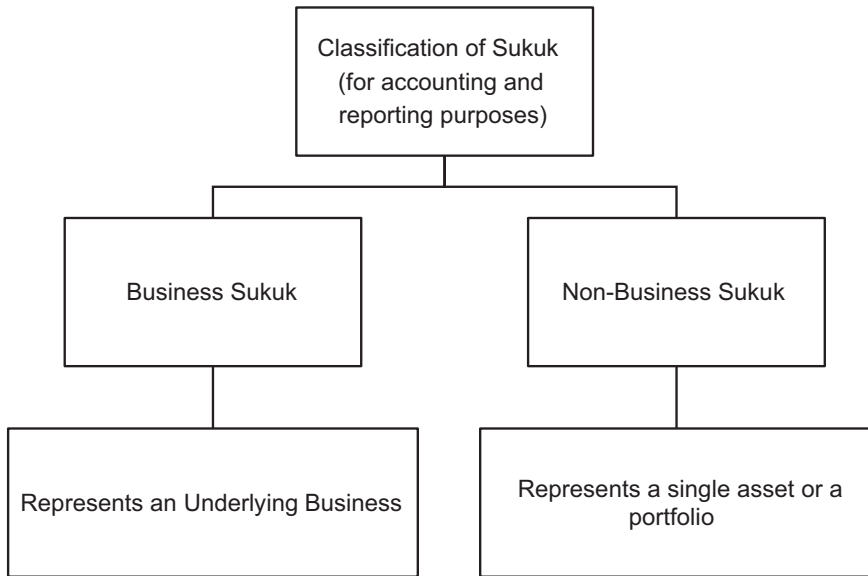 Classification of Sukuk
(for accounting and
reporting purposes)
Business Sukuk
Non-Business Sukuk
Represents an Underlying Business
Represents a single asset or a
portfolio